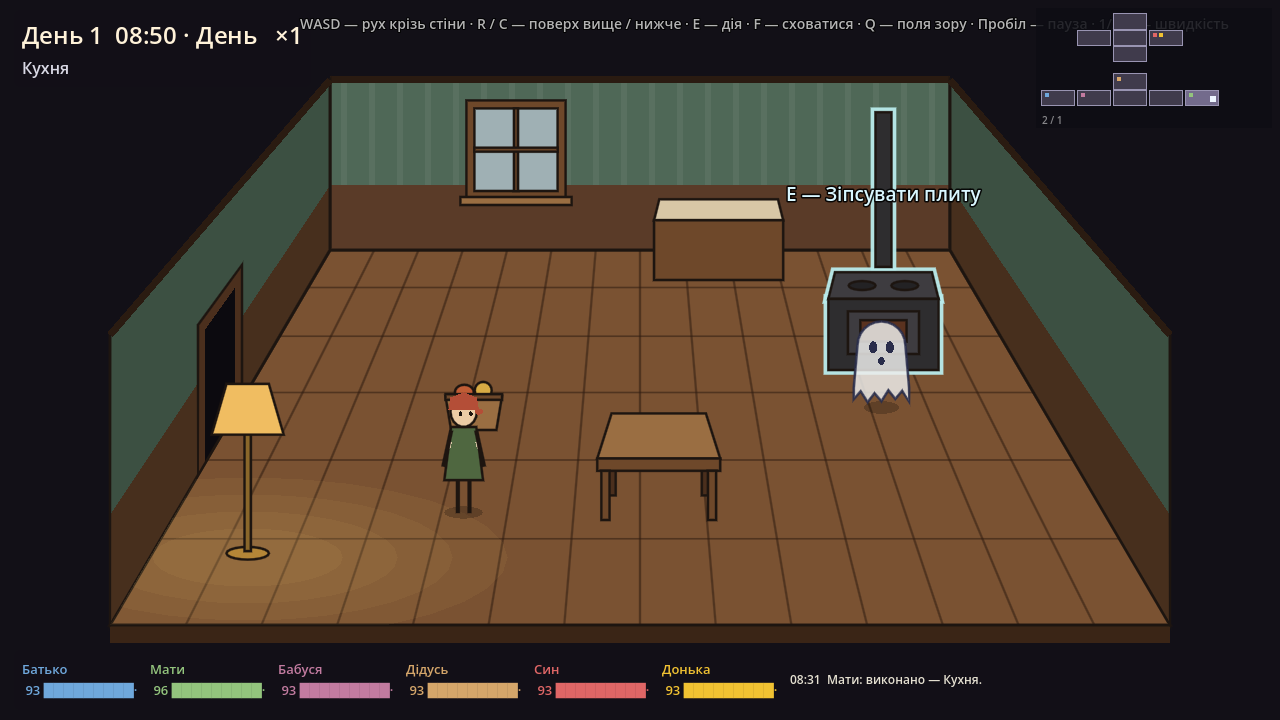 День 1 08:50 · День ×1
WASD — рух крізь стіни · R / C — поверх вище / нижче · E — дія · F — сховатися · Q — поля зору · Пробіл — пауза · 1/ швидкість
Кухня
2 / 1
E — Зіпсувати плиту
Батько
Мати
Бабуся
Дідусь
Син
Донька
93
96
93
93
93
93
08:31 Мати: виконано — Кухня.